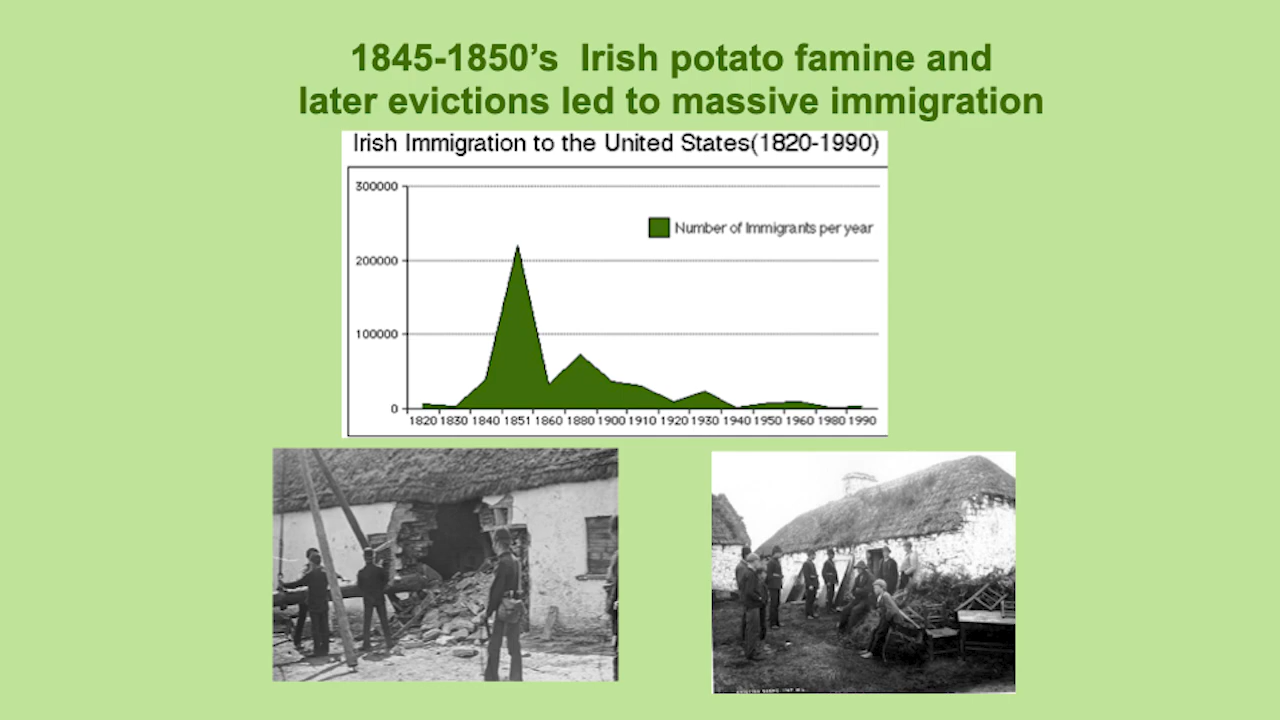 1845-1850’s  Irish potato famine and
later evictions led to massive immigration
Irish Immigration to the United States(1820-1990)
300000
Number of Immigrants per year
200000
100000
0
1820 1830 1840 1851 1860 1880 1900 1910 1920 1930 1940 1950 1960 1980 1990